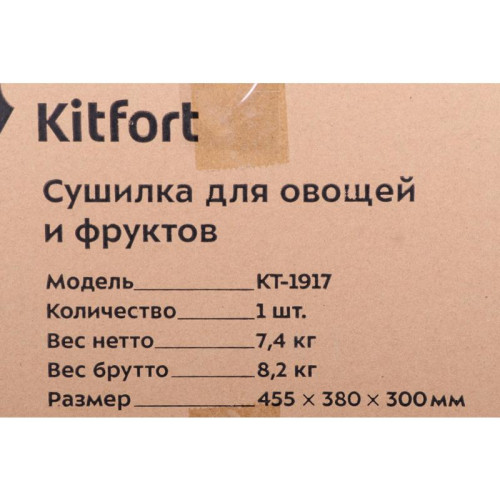 Kitfort
Сушилка для овощей
и фруктов
Модель КТ-1917
Количество 1 шт.
Вес нетто 7,4 кг
Вес брутто 8,2 кг
Размер 455 × 380 × 300 мм